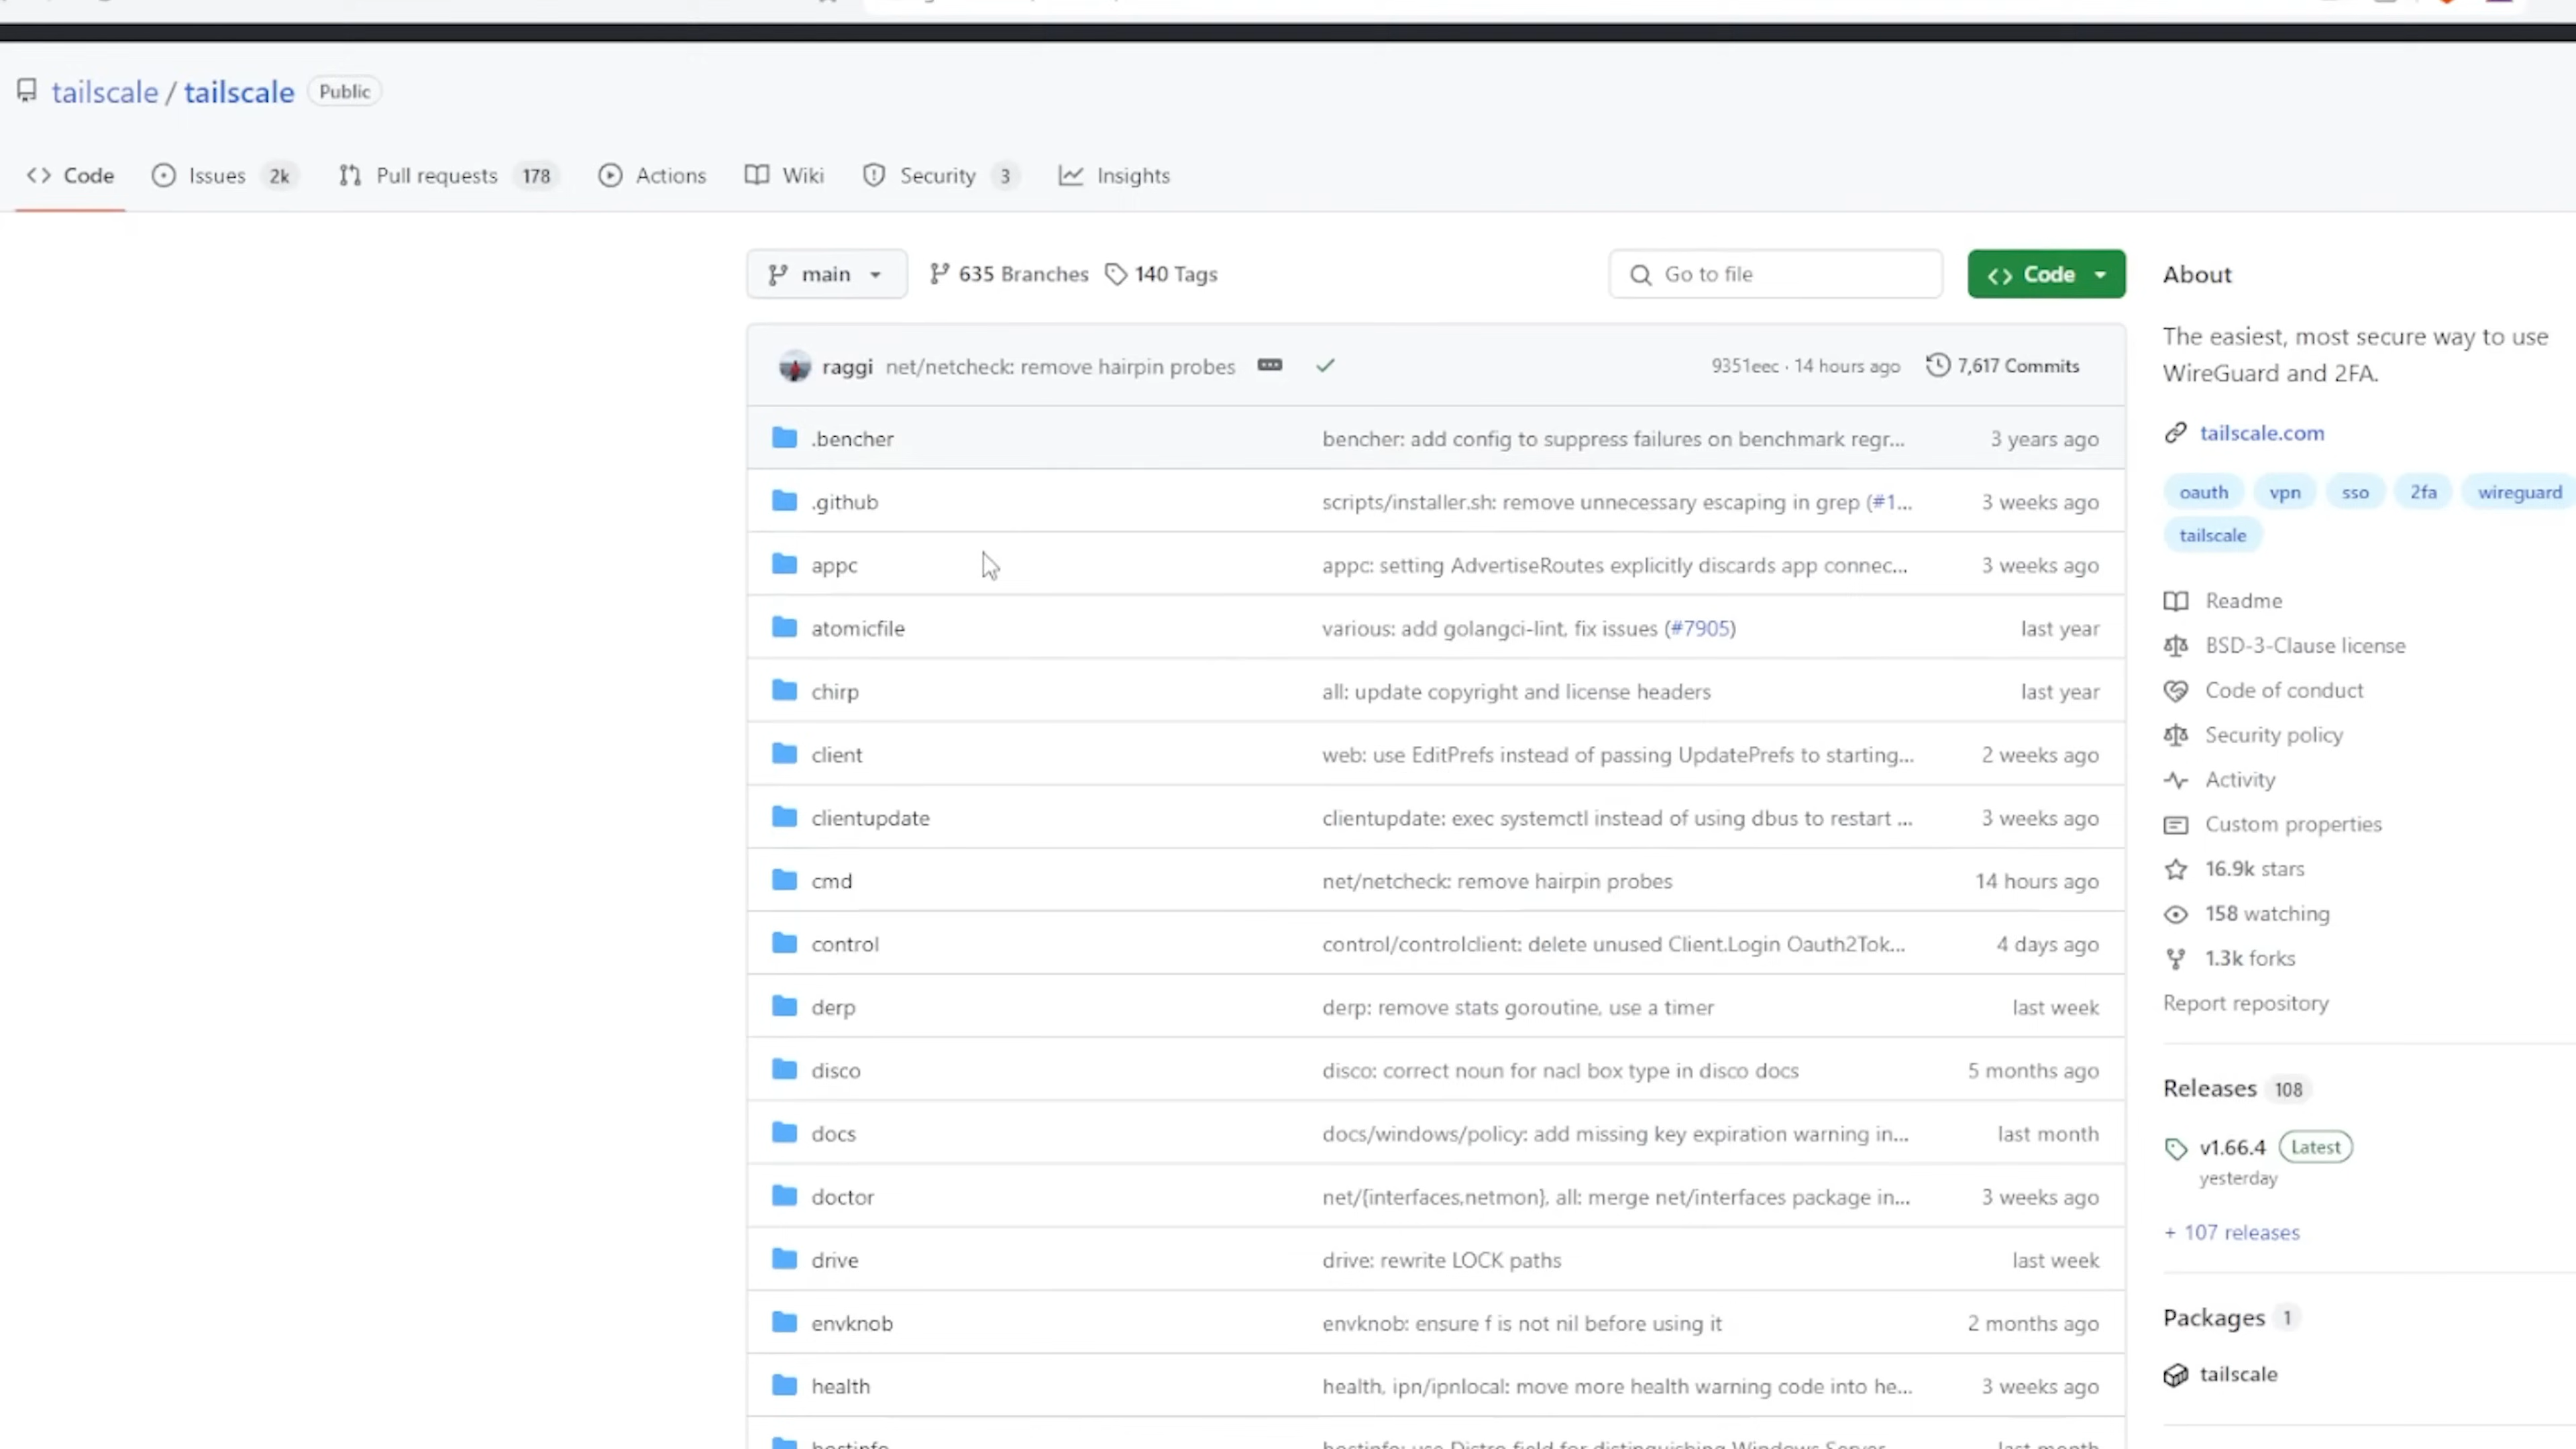 tailscale / tailscale Public
Code Issues 2k Pull requests 178 Actions Wiki Security 3 Insights
main 635 Branches 140 Tags Go to file Code
raggi net/netcheck: remove hairpin probes 9351eec · 14 hours ago 7,617 Commits
.bencher bencher: add config to suppress failures on benchmark regr... 3 years ago
.github scripts/installer.sh: remove unnecessary escaping in grep (#1... 3 weeks ago
appc appc: setting AdvertiseRoutes explicitly discards app connec... 3 weeks ago
atomicfile various: add golangci-lint, fix issues (#7905) last year
chirp all: update copyright and license headers last year
client web: use EditPrefs instead of passing UpdatePrefs to starting... 2 weeks ago
clientupdate clientupdate: exec systemctl instead of using dbus to restart ... 3 weeks ago
cmd net/netcheck: remove hairpin probes 14 hours ago
control control/controlclient: delete unused Client.Login Oauth2Tok... 4 days ago
derp derp: remove stats goroutine, use a timer last week
disco disco: correct noun for nacl box type in disco docs 5 months ago
docs docs/windows/policy: add missing key expiration warning in... last month
doctor net/{interfaces,netmon}, all: merge net/interfaces package in... 3 weeks ago
drive drive: rewrite LOCK paths last week
envknob envknob: ensure f is not nil before using it 2 months ago
health health, ipn/ipnlocal: move more health warning code into he... 3 weeks ago
hostinfo hostinfo: use Distro field for distinguishing Windows Server last month
About
The easiest, most secure way to use
WireGuard and 2FA.
tailscale.com
oauth vpn sso 2fa wireguard
tailscale
Readme
BSD-3-Clause license
Code of conduct
Security policy
Activity
Custom properties
16.9k stars
158 watching
1.3k forks
Report repository
Releases 108
v1.66.4 Latest
yesterday
+ 107 releases
Packages 1
tailscale